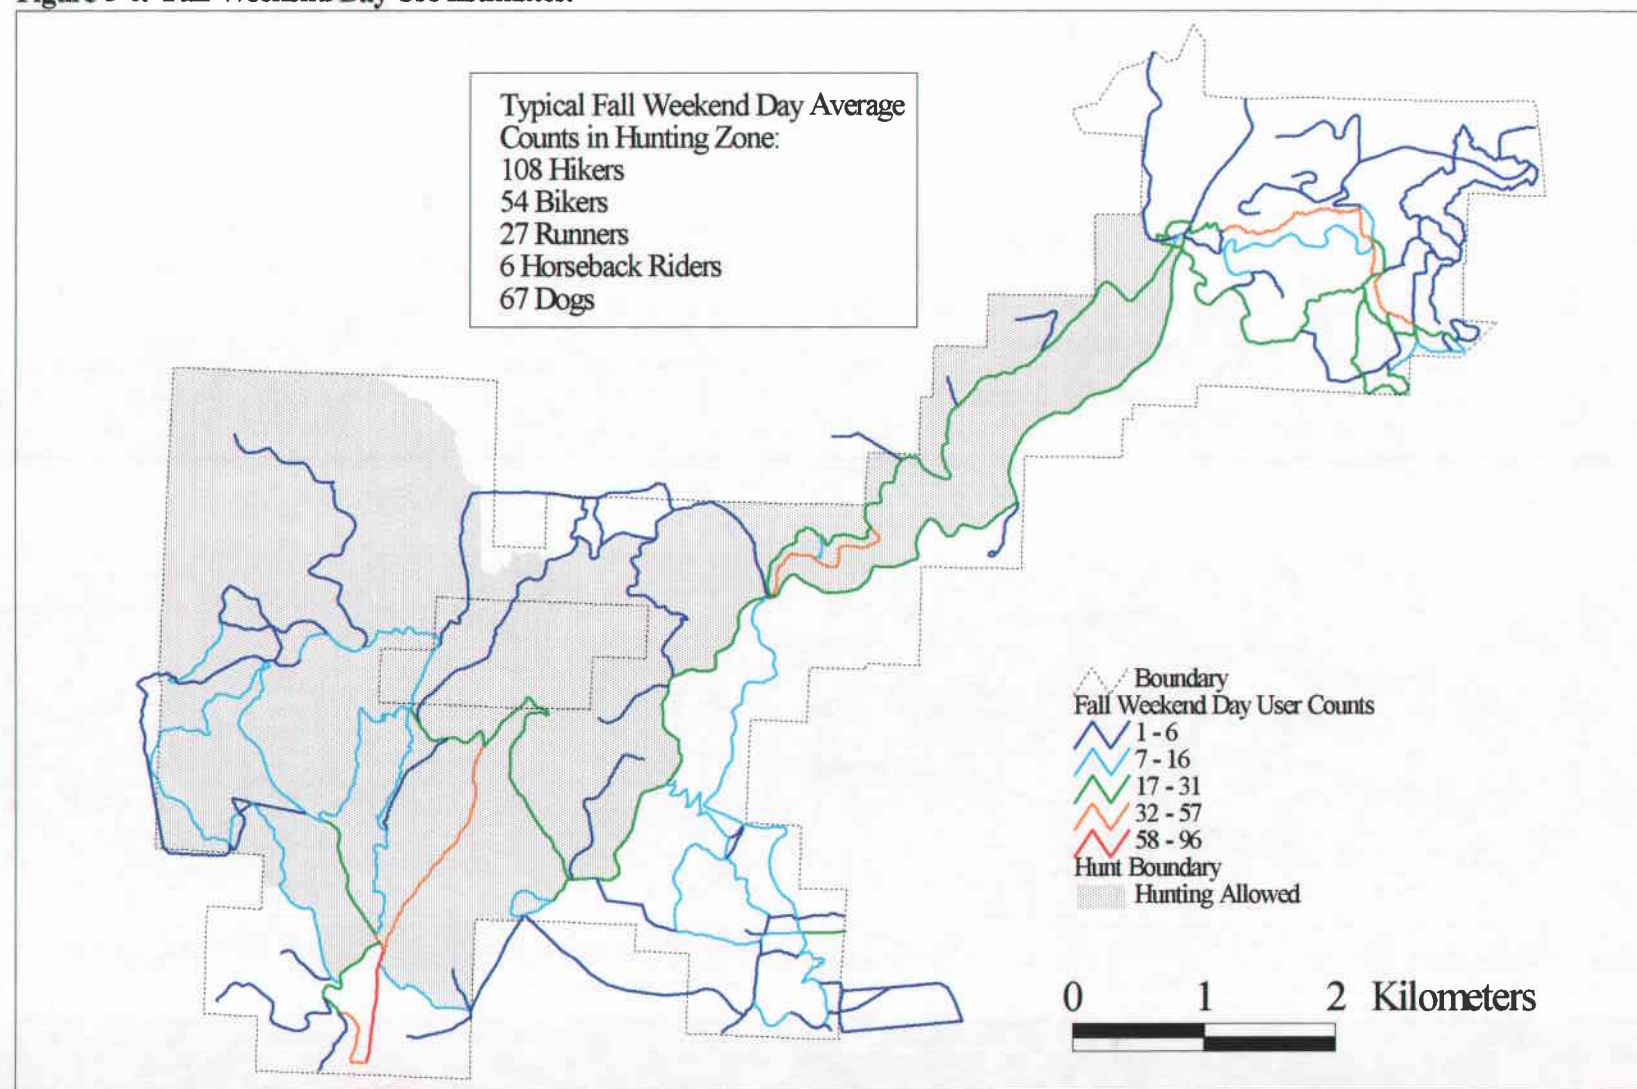 Typical Fall Weekend Day Average
Counts in Hunting Zone:
108 Hikers
54 Bikers
27 Runners
6 Horseback Riders
67 Dogs
Boundary
Fall Weekend Day User Counts
1 - 6
7 - 16
17 - 31
32 - 57
58 - 96
Hunt Boundary
Hunting Allowed
0 1 2 Kilometers